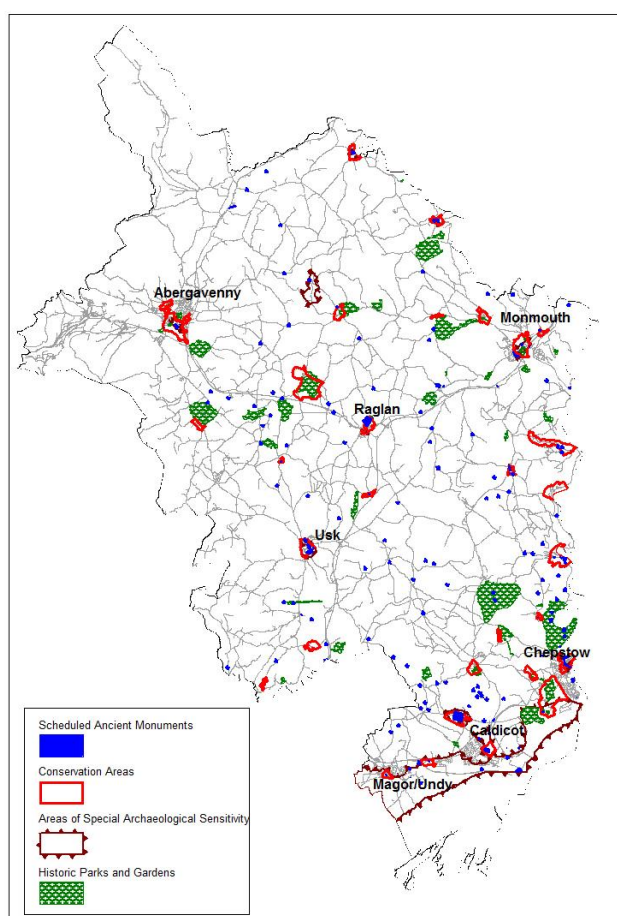 Abergavenny
Monmouth
Raglan
Usk
Chepstow
Caldicot
Magor/Undy
Scheduled Ancient Monuments
Conservation Areas
Areas of Special Archaeological Sensitivity
Historic Parks and Gardens